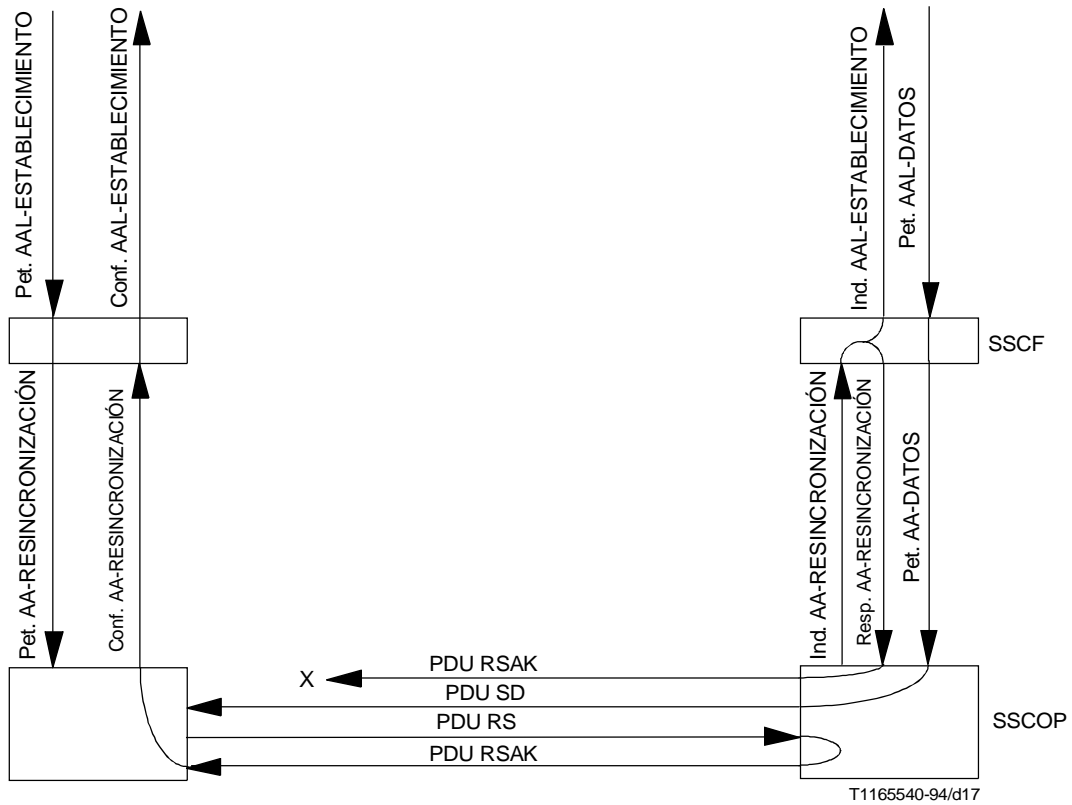 Pet. AAL-ESTABLECIMIENTO
Conf. AAL-ESTABLECIMIENTO
Ind. AAL-ESTABLECIMIENTO
Pet. AAL-DATOS
SSCF
Pet. AA-RESINCRONIZACIÓN
Conf. AA-RESINCRONIZACIÓN
Ind. AA-RESINCRONIZACIÓN
Resp. AA-RESINCRONIZACIÓN
Pet. AA-DATOS
X
PDU RSAK
PDU SD
PDU RS
PDU RSAK
SSCOP
T1165540-94/d17